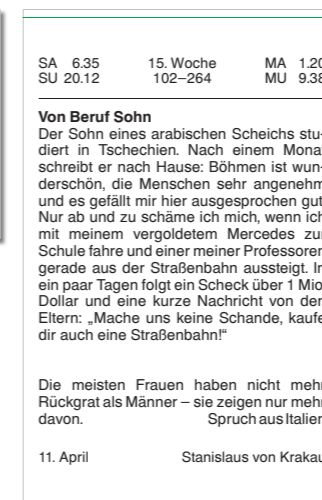 SA 6.35 15. Woche MA 1.20
SU 20.12 102–264 MU 9.38
Von Beruf Sohn
Der Sohn eines arabischen Scheichs stu-
diert in Tschechien. Nach einem Monat
schreibt er nach Hause: Böhmen ist wun-
derschön, die Menschen sehr angenehm
und es gefällt mir hier ausgesprochen gut.
Nur ab und zu schäme ich mich, wenn ich
mit meinem vergoldetem Mercedes zur
Schule fahre und einer meiner Professoren
gerade aus der Straßenbahn aussteigt. In
ein paar Tagen folgt ein Scheck über 1 Mio.
Dollar und eine kurze Nachricht von den
Eltern: „Mache uns keine Schande, kaufe
dir auch eine Straßenbahn!“
Die meisten Frauen haben nicht mehr
Rückgrat als Männer – sie zeigen nur mehr
davon. Spruch aus Italien
11. April Stanislaus von Krakau